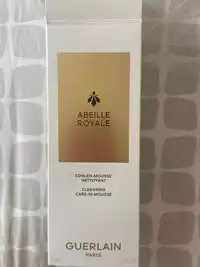 ABEILLE
ROYALE
SOIN-EN-MOUSSE
NETTOYANT
CLEANSING
CARE-IN-MOUSSE
GUERLAIN
PARIS